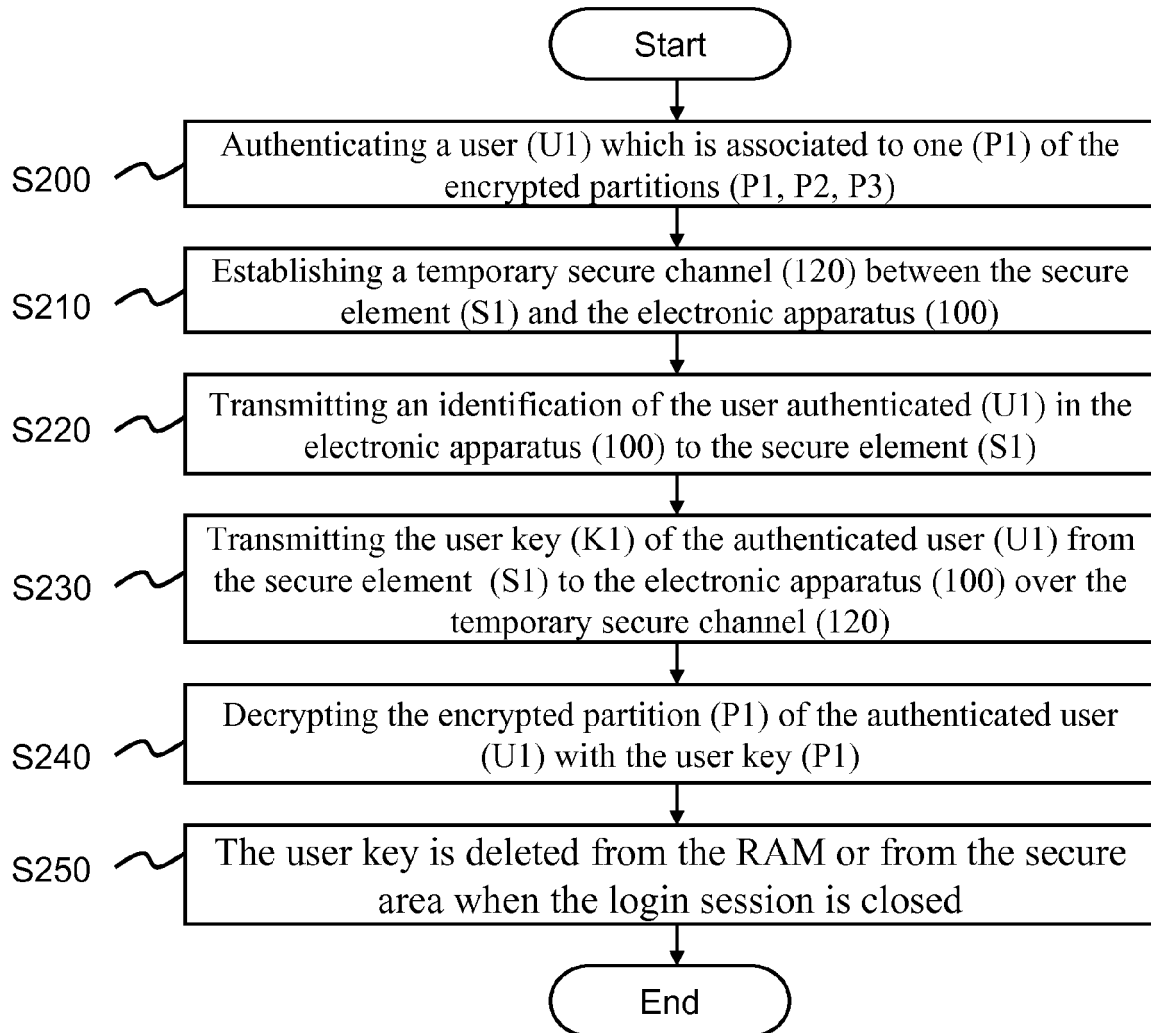 Start
S200
Authenticating a user (U1) which is associated to one (P1) of the
encrypted partitions (P1, P2, P3)
S210
Establishing a temporary secure channel (120) between the secure
element (S1) and the electronic apparatus (100)
S220
Transmitting an identification of the user authenticated (U1) in the
electronic apparatus (100) to the secure element (S1)
S230
Transmitting the user key (K1) of the authenticated user (U1) from
the secure element (S1) to the electronic apparatus (100) over the
temporary secure channel (120)
S240
Decrypting the encrypted partition (P1) of the authenticated user
(U1) with the user key (P1)
S250
The user key is deleted from the RAM or from the secure
area when the login session is closed
End